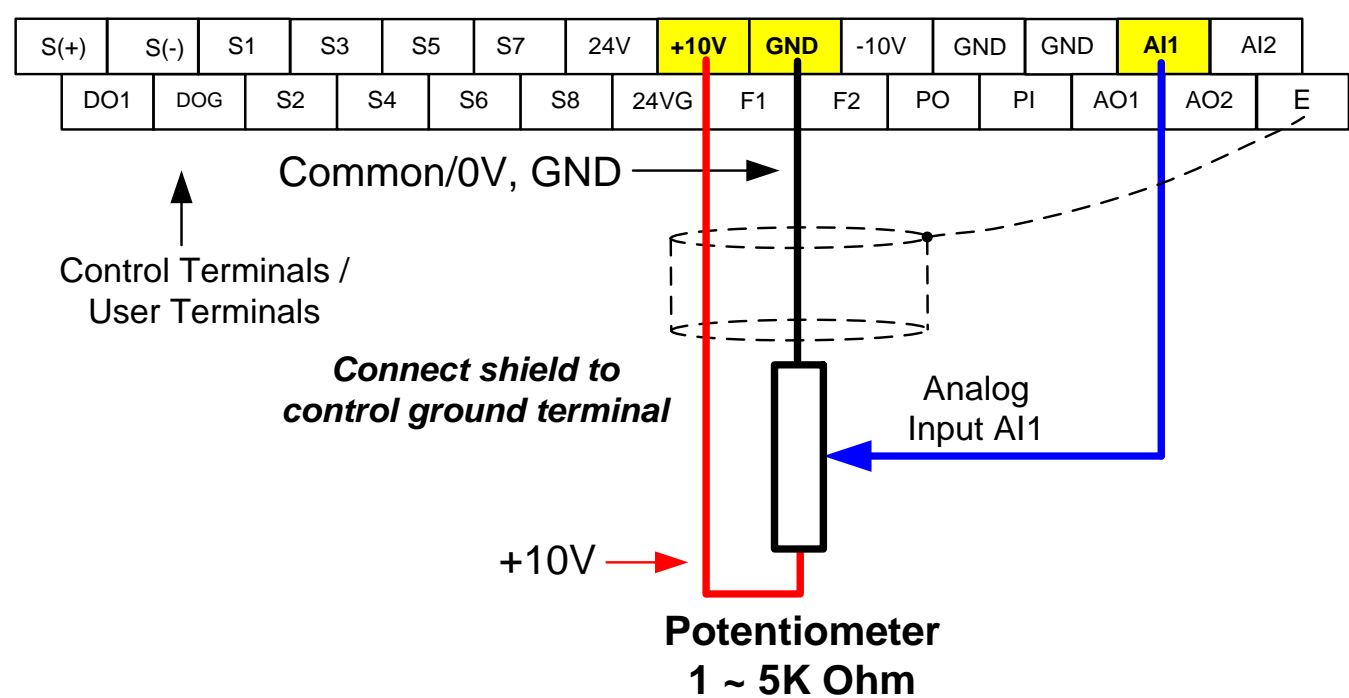 S(+) S(-) S1 S3 S5 S7 24V +10V GND -10V GND GND AI1 AI2
DO1 DOG S2 S4 S6 S8 24VG F1 F2 PO PI AO1 AO2 E
Common/0V, GND
Control Terminals /
User Terminals
Connect shield to
control ground terminal
Analog
Input AI1
+10V
Potentiometer
1 ~ 5K Ohm